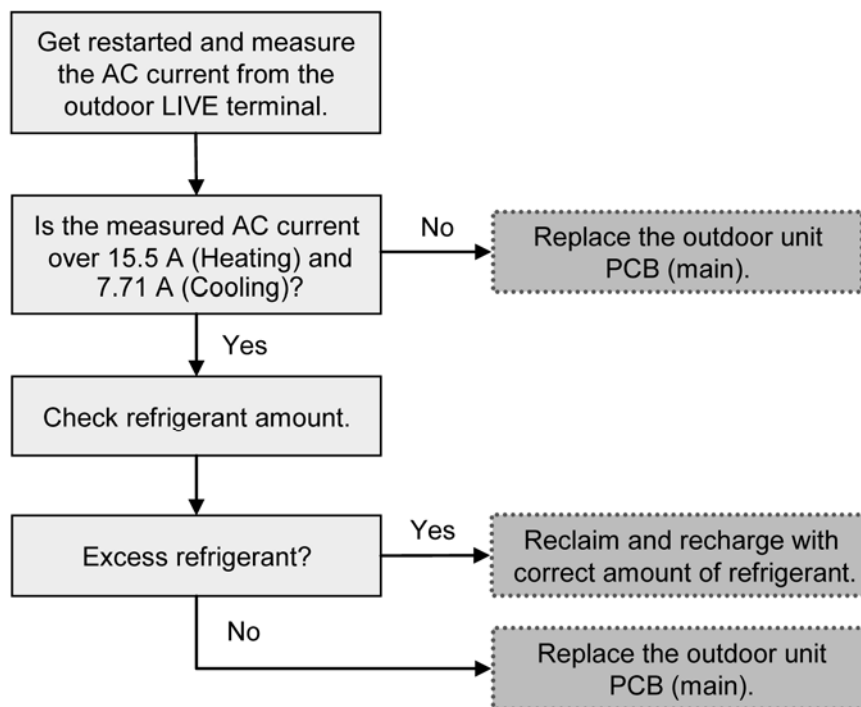 Get restarted and measure
the AC current from the
outdoor LIVE terminal.
Is the measured AC current
over 15.5 A (Heating) and
7.71 A (Cooling)?
No
Replace the outdoor unit
PCB (main).
Yes
Check refrigerant amount.
Excess refrigerant?
Yes
Reclaim and recharge with
correct amount of refrigerant.
No
Replace the outdoor unit
PCB (main).